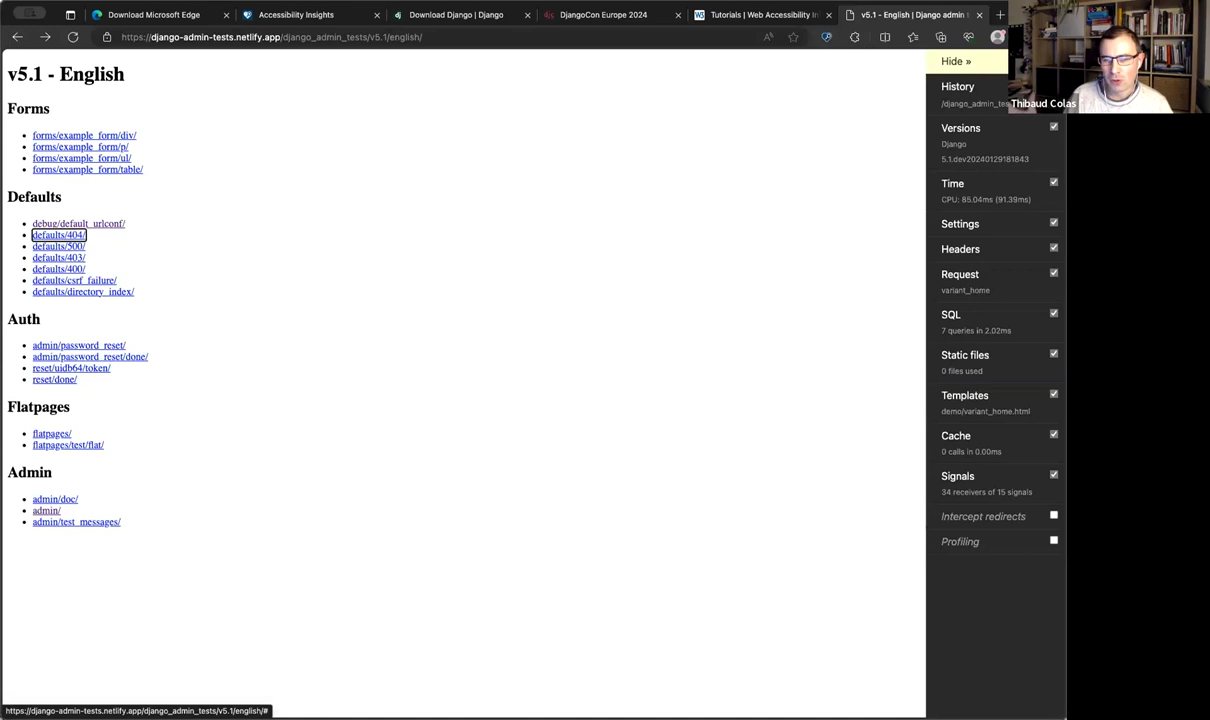 Download Microsoft Edge
Accessibility Insights
Download Django | Django
DjangoCon Europe 2024
Tutorials | Web Accessibility In
v5.1 - English | Django admin
https://django-admin-tests.netlify.app/django_admin_tests/v5.1/english/
v5.1 - English
Forms
forms/example_form/div/
forms/example_form/p/
forms/example_form/ul/
forms/example_form/table/
Defaults
debug/default_urlconf/
defaults/404/
defaults/500/
defaults/403/
defaults/400/
defaults/csrf_failure/
defaults/directory_index/
Auth
admin/password_reset/
admin/password_reset/done/
reset/uidb64/token/
reset/done/
Flatpages
flatpages/
flatpages/test/flat/
Admin
admin/doc/
admin/
admin/test_messages/
Hide »
History
/django_admin_tes
Thibaud Colas
Versions
Django
5.1.dev20240129181843
Time
CPU: 85.04ms (91.39ms)
Settings
Headers
Request
variant_home
SQL
7 queries in 2.02ms
Static files
0 files used
Templates
demo/variant_home.html
Cache
0 calls in 0.00ms
Signals
34 receivers of 15 signals
Intercept redirects
Profiling
https://django-admin-tests.netlify.app/django_admin_tests/v5.1/english/#